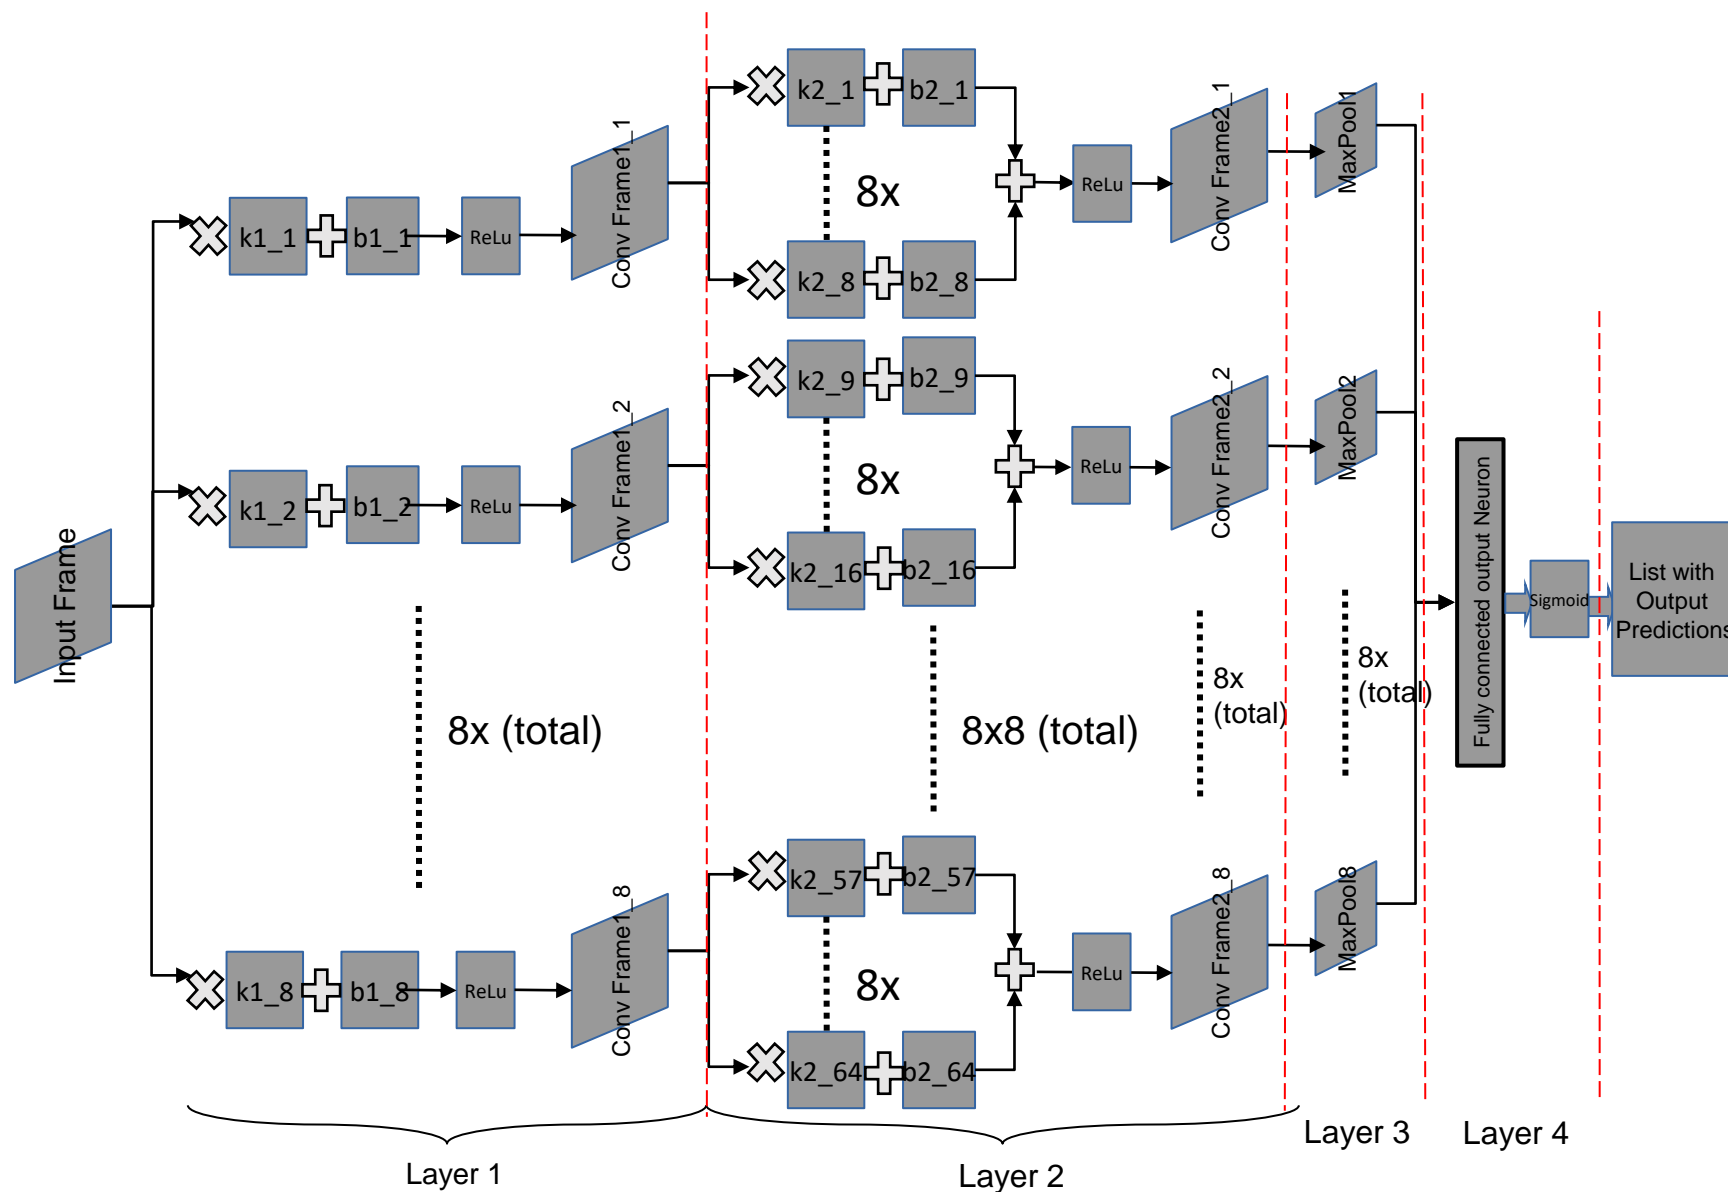 Input Frame
k1_1
b1_1
ReLu
Conv Frame1_1
k1_2
b1_2
ReLu
Conv Frame1_2
8x (total)
k1_8
b1_8
ReLu
Conv Frame1_8
Layer 1
k2_1
b2_1
8x
k2_8
b2_8
ReLu
Conv Frame2_1
k2_9
b2_9
8x
k2_16
b2_16
ReLu
Conv Frame2_2
8x8 (total)
8x
(total)
k2_57
b2_57
8x
k2_64
b2_64
ReLu
Conv Frame2_8
Layer 2
MaxPool1
MaxPool2
8x
(total)
MaxPool8
Layer 3
Fully connected output Neuron
Sigmoid
Layer 4
List with
Output
Predictions